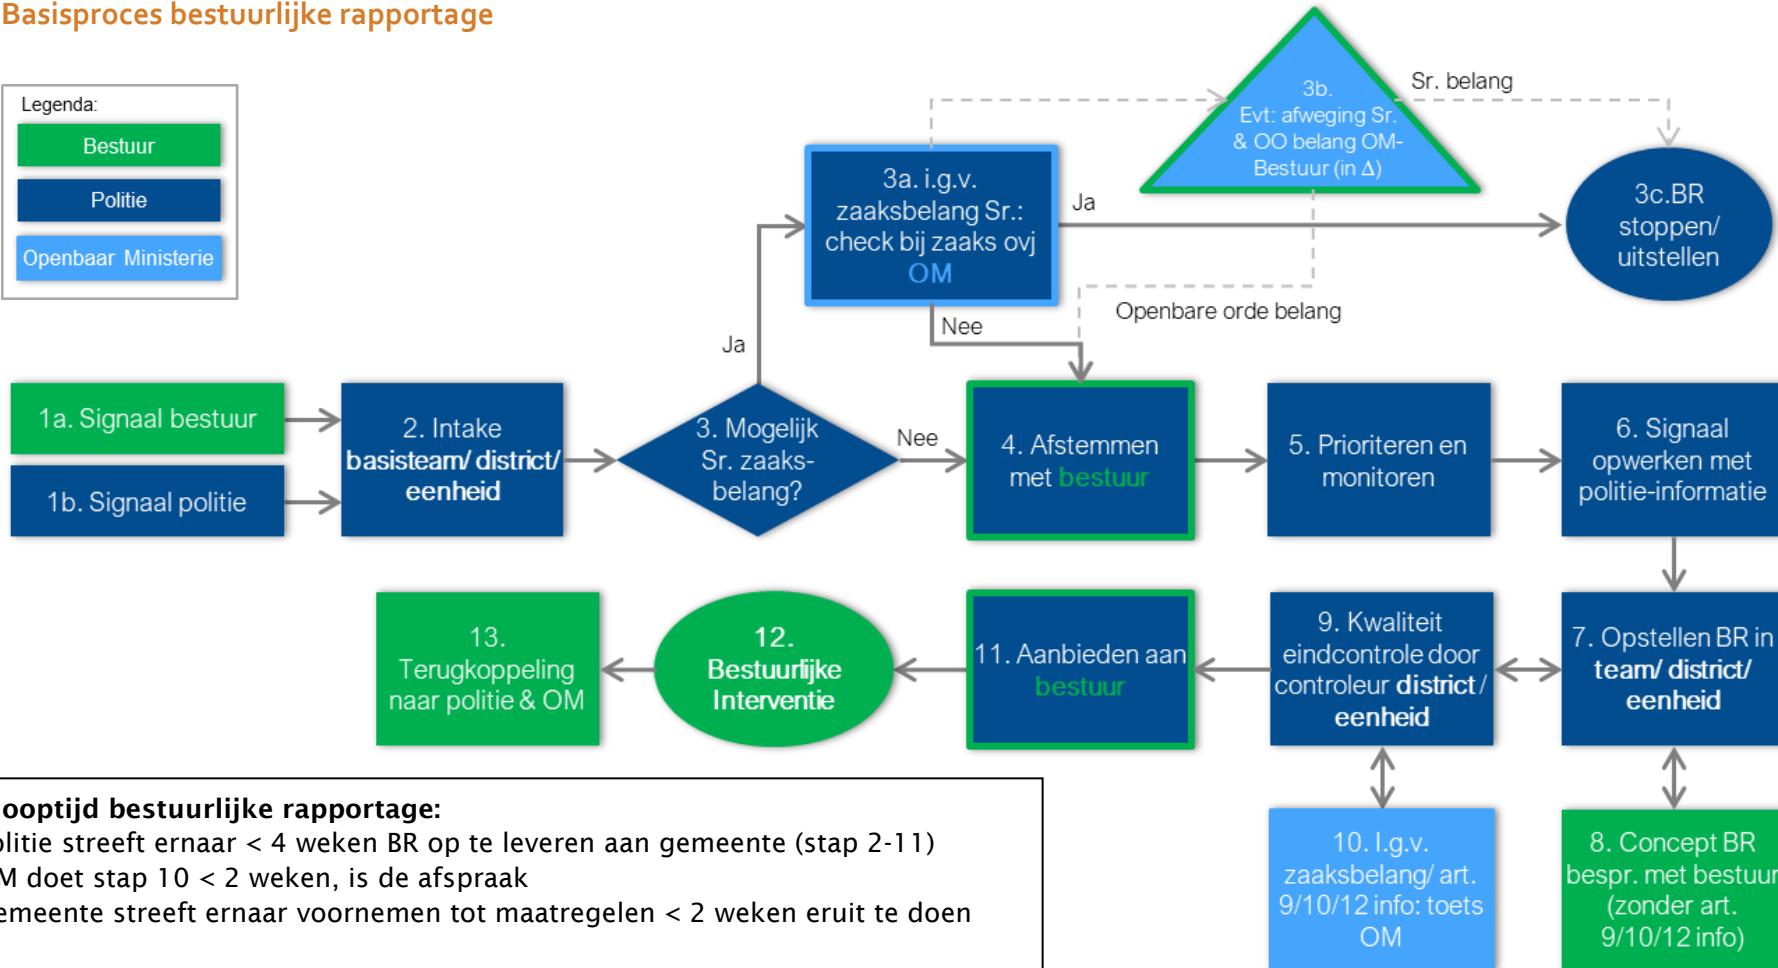 Basisproces bestuurlijke rapportage
Legenda:
Bestuur
Politie
Openbaar Ministerie
1a. Signaal bestuur
1b. Signaal politie
2. Intake
basisteam/ district/
eenheid
3. Mogelijk
Sr. zaaks-
belang?
Ja
Nee
3a. i.g.v.
zaaksbelang Sr.:
check bij zaaks ovj
OM
Ja
Nee
3b.
Evt: afweging Sr.
& OO belang OM-
Bestuur (in Δ)
Sr. belang
Openbare orde belang
3c.BR
stoppen/
uitstellen
4. Afstemmen
met bestuur
5. Prioriteren en
monitoren
6. Signaal
opwerken met
politie-informatie
7. Opstellen BR in
team/ district/
eenheid
8. Concept BR
bespr. met bestuur
(zonder art.
9/10/12 info)
9. Kwaliteit
eindcontrole door
controleur district /
eenheid
10. I.g.v.
zaaksbelang/ art.
9/10/12 info: toets
OM
11. Aanbieden aan
bestuur
12.
Bestuurlijke
Interventie
13.
Terugkoppeling
naar politie & OM
ooptijd bestuurlijke rapportage:
olitie streeft ernaar < 4 weken BR op te leveren aan gemeente (stap 2-11)
M doet stap 10 < 2 weken, is de afspraak
emeente streeft ernaar voornemen tot maatregelen < 2 weken eruit te doen